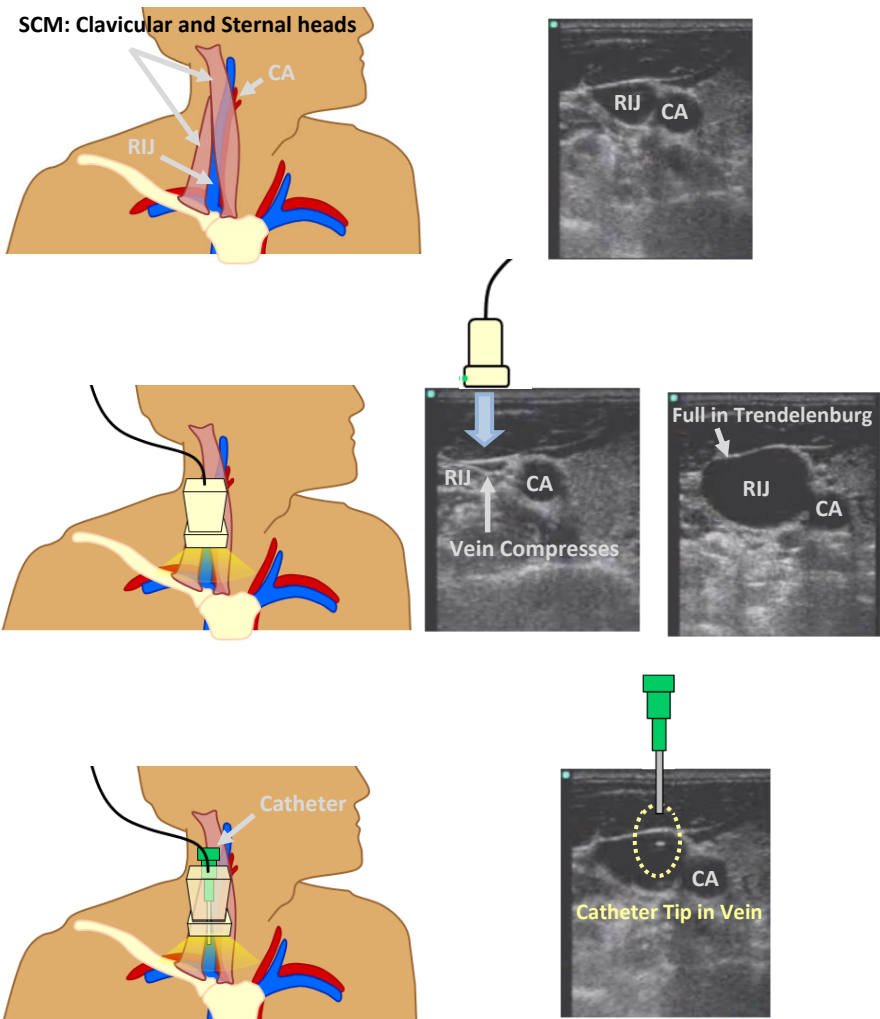 SCM: Clavicular and Sternal heads
CA
RIJ
RIJ
CA
RIJ
CA
Vein Compresses
Full in Trendelenburg
RIJ
CA
Catheter
CA
Catheter Tip in Vein